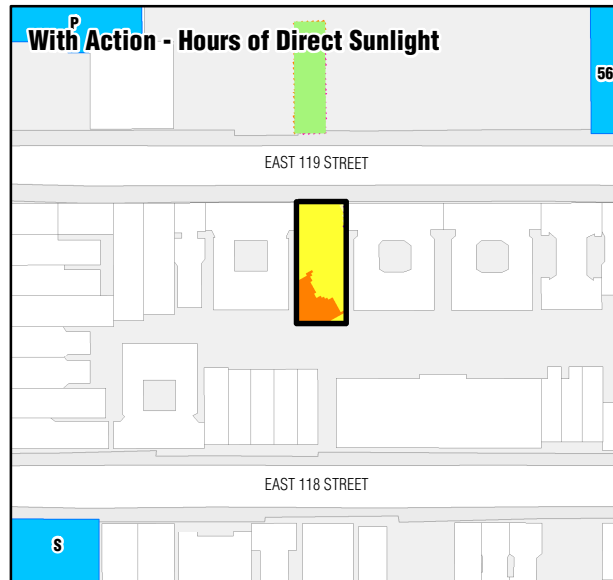 P
With Action - Hours of Direct Sunlight
56
EAST 119 STREET
EAST 118 STREET
S